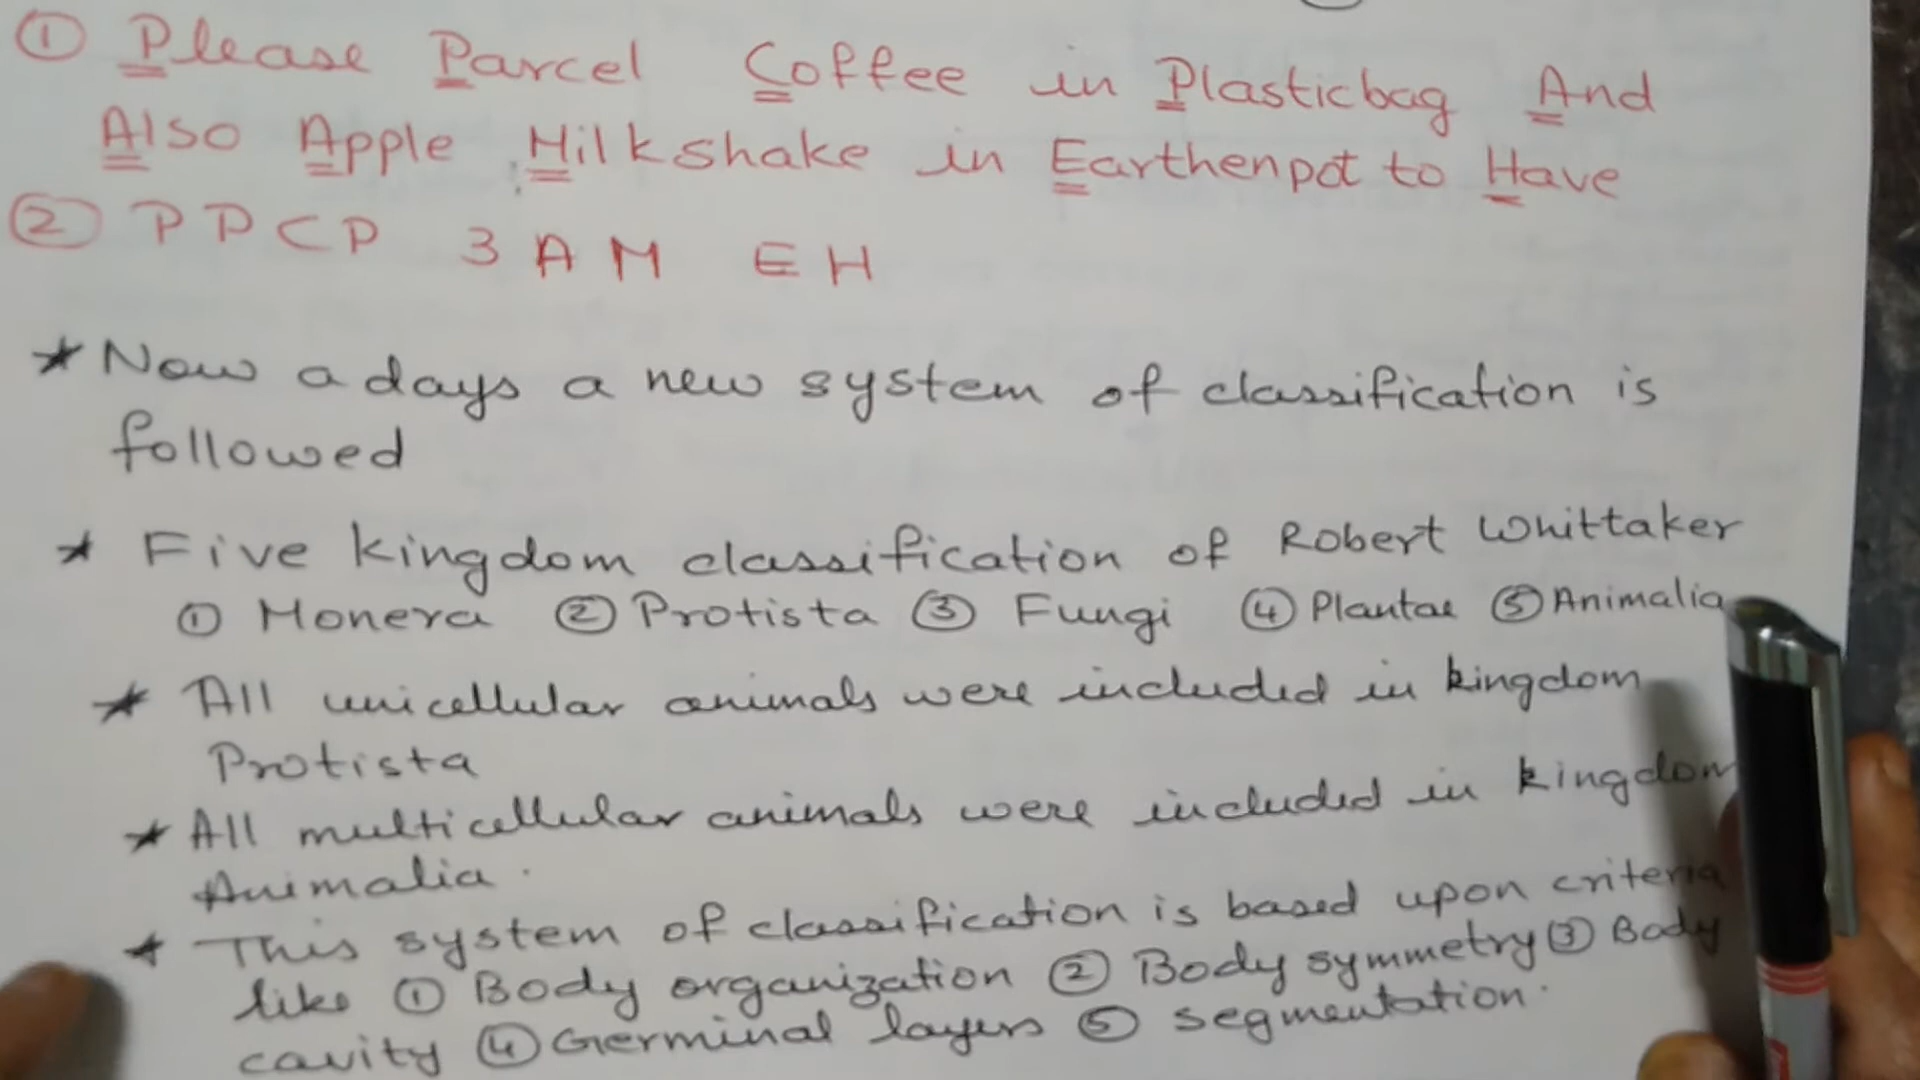 ① Please Parcel Coffee in Plasticbag And
Also Apple Milkshake in Earthenpot to Have
② PPCP 3 AM EH
★ Now a days a new system of classification is
followed
★ Five kingdom classification of Robert Whittaker
① Monera ② Protista ③ Fungi ④ Plantae ⑤ Animalia
★ All unicellular animals were included in kingdom
Protista
★ All multicellular animals were included in kingdom
Animalia.
★ This system of classification is based upon criteria
like ① Body organization ② Body symmetry ③ Body
cavity ④ Germinal layers ⑤ segmentation.